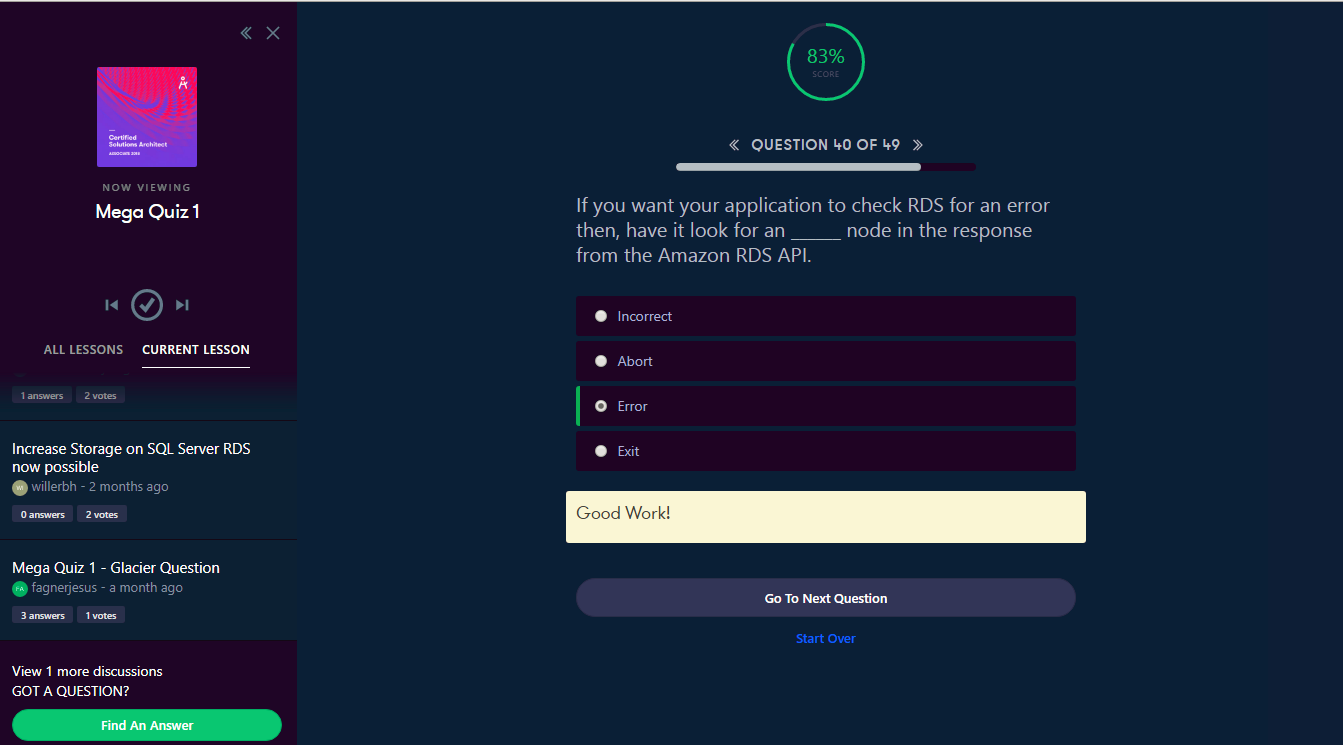 Certified
Solutions Architect
ASSOCIATE 2018
NOW VIEWING
Mega Quiz 1
ALL LESSONS CURRENT LESSON
1 answers 2 votes
Increase Storage on SQL Server RDS
now possible
WI willerbh - 2 months ago
0 answers 2 votes
Mega Quiz 1 - Glacier Question
FA fagnerjesus - a month ago
3 answers 1 votes
View 1 more discussions
GOT A QUESTION?
Find An Answer
83%
SCORE
« QUESTION 40 OF 49 »
If you want your application to check RDS for an error
then, have it look for an ______ node in the response
from the Amazon RDS API.
Incorrect
Abort
Error
Exit
Good Work!
Go To Next Question
Start Over